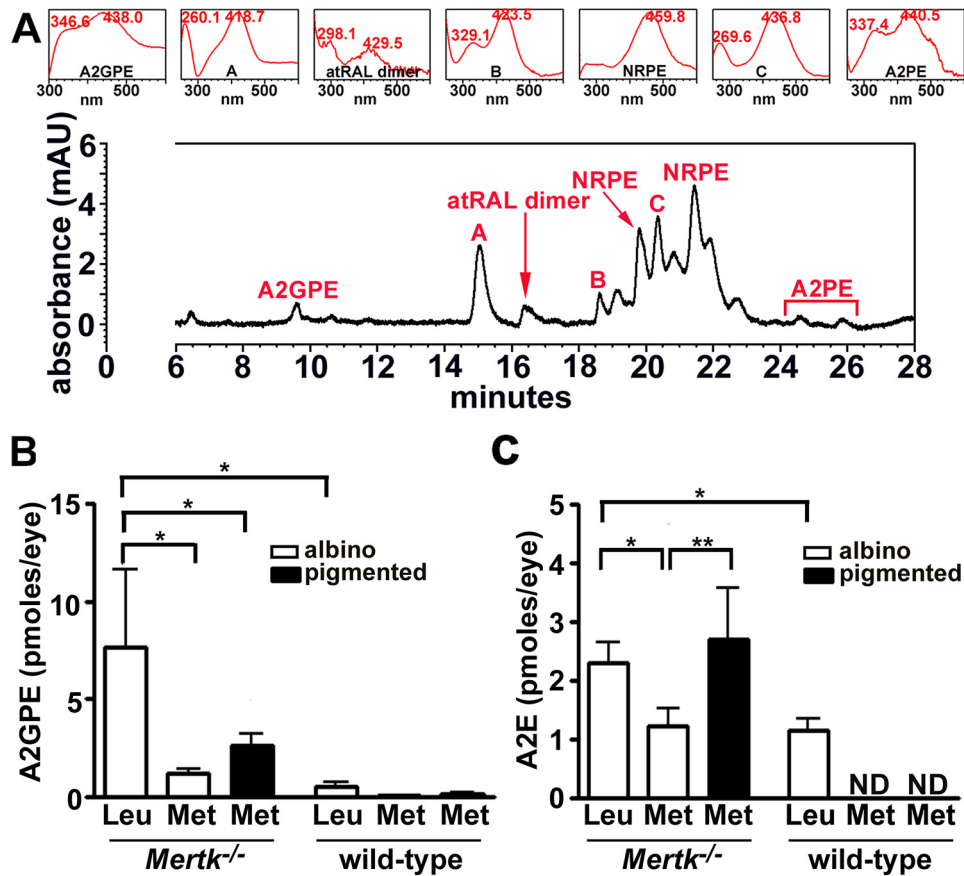 A
346.6 438.0
A2GPE
300 500
nm
260.1 418.7
A
300 500
nm
298.1 429.5
atRAL dimer
300 500
nm
329.1 423.5
B
300 500
nm
459.8
NRPE
300 500
nm
269.6 436.8
C
300 500
nm
337.4 440.5
A2PE
300 500
nm
absorbance (mAU)
6
4
2
0
A2GPE
A
atRAL dimer
B
NRPE
C
NRPE
A2PE
0 6 8 10 12 14 16 18 20 22 24 26 28
minutes
B
A2GPE (pmoles/eye)
15
10
5
0
*
*
*
albino
pigmented
Leu Met Met Leu Met Met
Mertk-/- wild-type
C
A2E (pmoles/eye)
5
4
3
2
1
0
*
* **
albino
pigmented
ND ND
Leu Met Met Leu Met Met
Mertk-/- wild-type